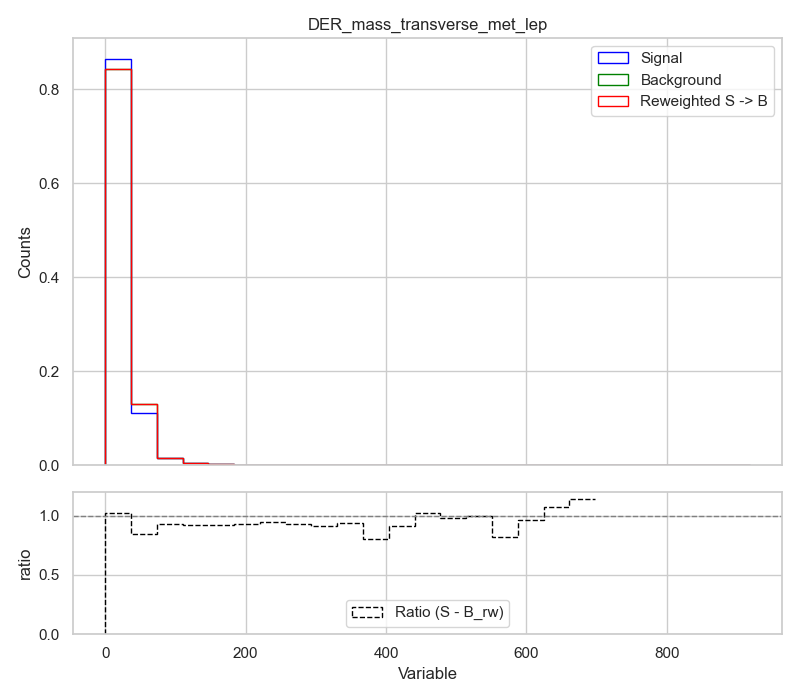 DER_mass_transverse_met_lep
Signal
Background
Reweighted S -> B
0.8
0.6
0.4
0.2
0.0
Counts
1.0
0.5
0.0
ratio
Ratio (S - B_rw)
0 200 400 600 800
Variable